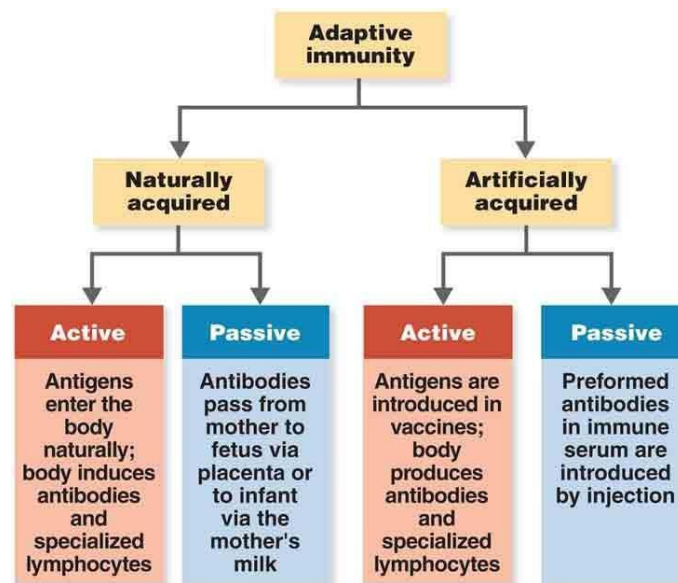 Adaptive
immunity
Naturally
acquired
Artificially
acquired
Active
Antigens
enter the
body
naturally;
body induces
antibodies
and
specialized
lymphocytes
Passive
Antibodies
pass from
mother to
fetus via
placenta or
to infant
via the
mother's
milk
Active
Antigens are
introduced in
vaccines;
body
produces
antibodies
and
specialized
lymphocytes
Passive
Preformed
antibodies
in immune
serum are
introduced
by injection